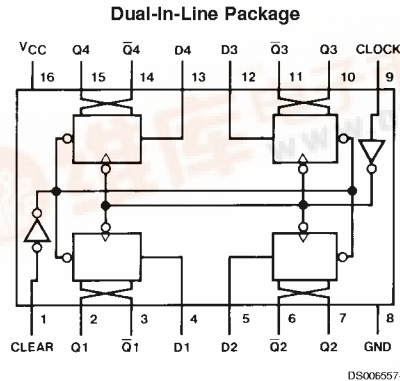 Dual-In-Line Package
VCC Q4 Q̅4 D4 D3 Q̅3 Q3 CLOCK
16 15 14 13 12 11 10 9
1 2 3 4 5 6 7 8
CLEAR Q1 Q̅1 D1 D2 Q̅2 Q2 GND
DS006557-